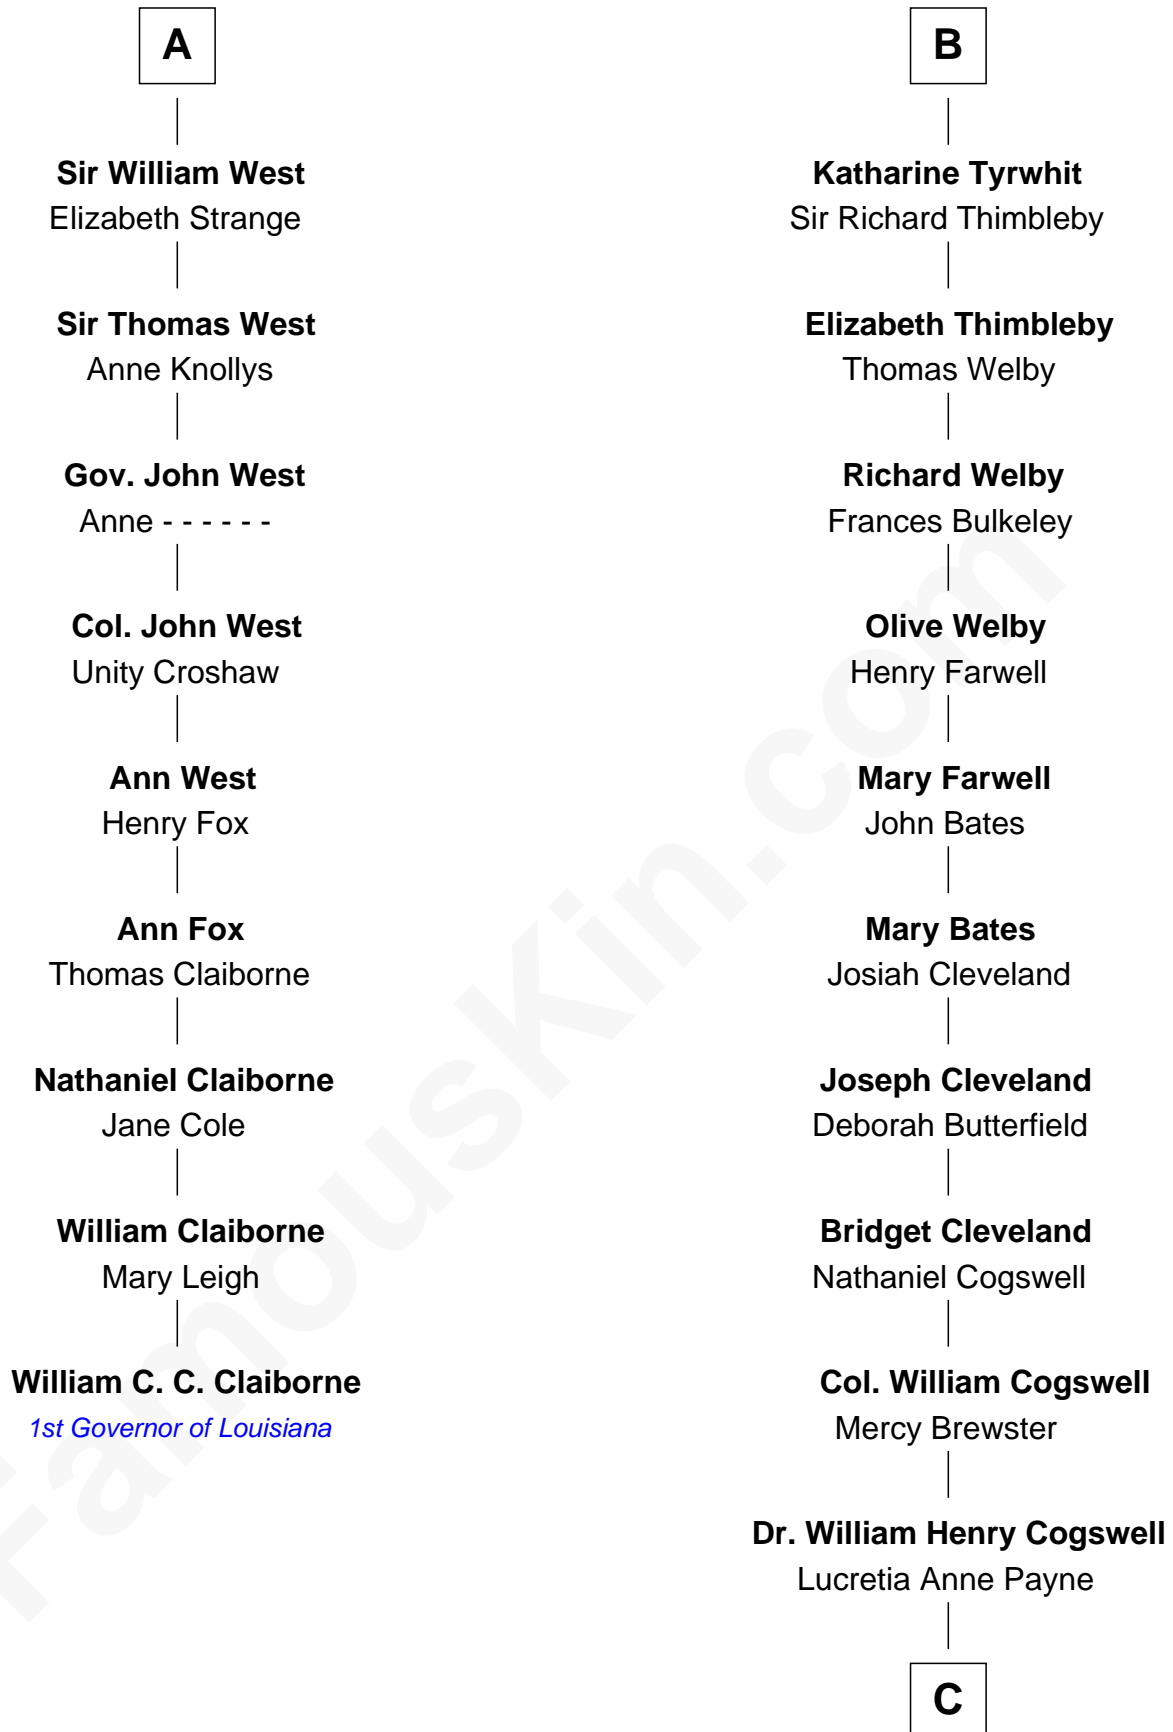 A
Sir William West
Elizabeth Strange
Sir Thomas West
Anne Knollys
Gov. John West
Anne - - - - - -
Col. John West
Unity Croshaw
Ann West
Henry Fox
Ann Fox
Thomas Claiborne
Nathaniel Claiborne
Jane Cole
William Claiborne
Mary Leigh
William C. C. Claiborne
1st Governor of Louisiana
B
Katharine Tyrwhit
Sir Richard Thimbleby
Elizabeth Thimbleby
Thomas Welby
Richard Welby
Frances Bulkeley
Olive Welby
Henry Farwell
Mary Farwell
John Bates
Mary Bates
Josiah Cleveland
Joseph Cleveland
Deborah Butterfield
Bridget Cleveland
Nathaniel Cogswell
Col. William Cogswell
Mercy Brewster
Dr. William Henry Cogswell
Lucretia Anne Payne
C
FamousKin.com